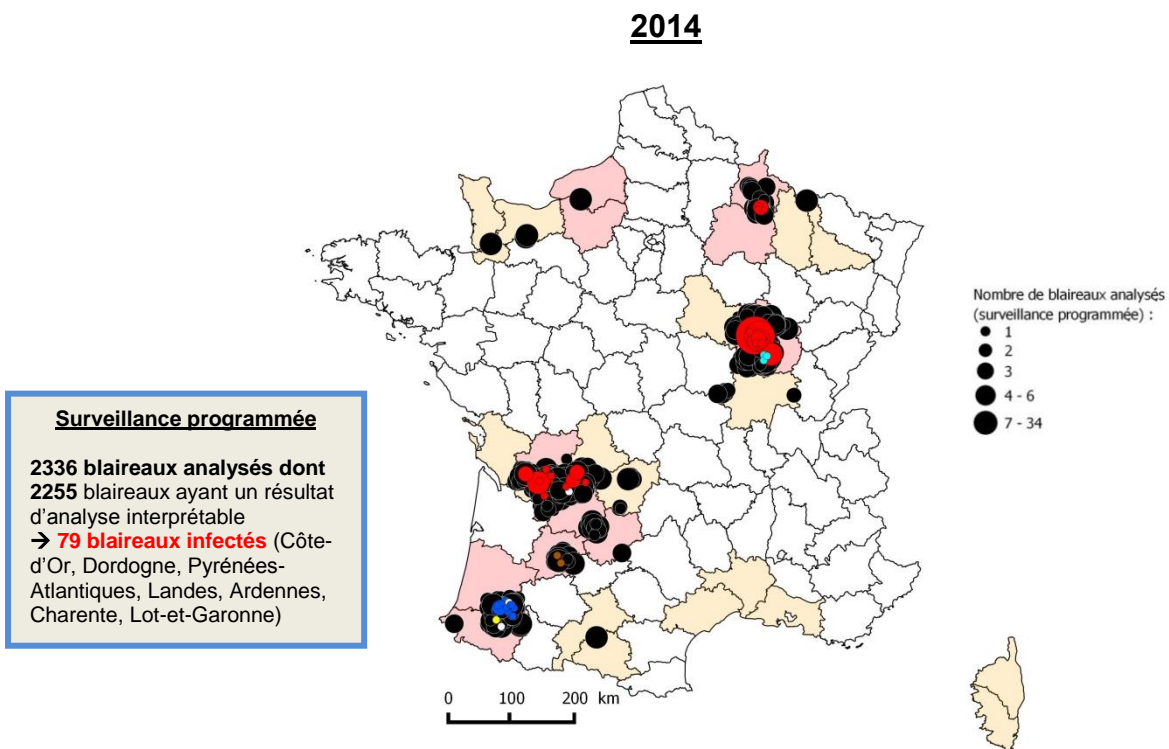 2014
Nombre de blaireaux analysés
(surveillance programmée) :
1
2
3
4 - 6
7 - 34
Surveillance programmée
2336 blaireaux analysés dont
2255 blaireaux ayant un résultat
d'analyse interprétable
→ 79 blaireaux infectés (Côte-
d'Or, Dordogne, Pyrénées-
Atlantiques, Landes, Ardennes,
Charente, Lot-et-Garonne)
0 100 200 km